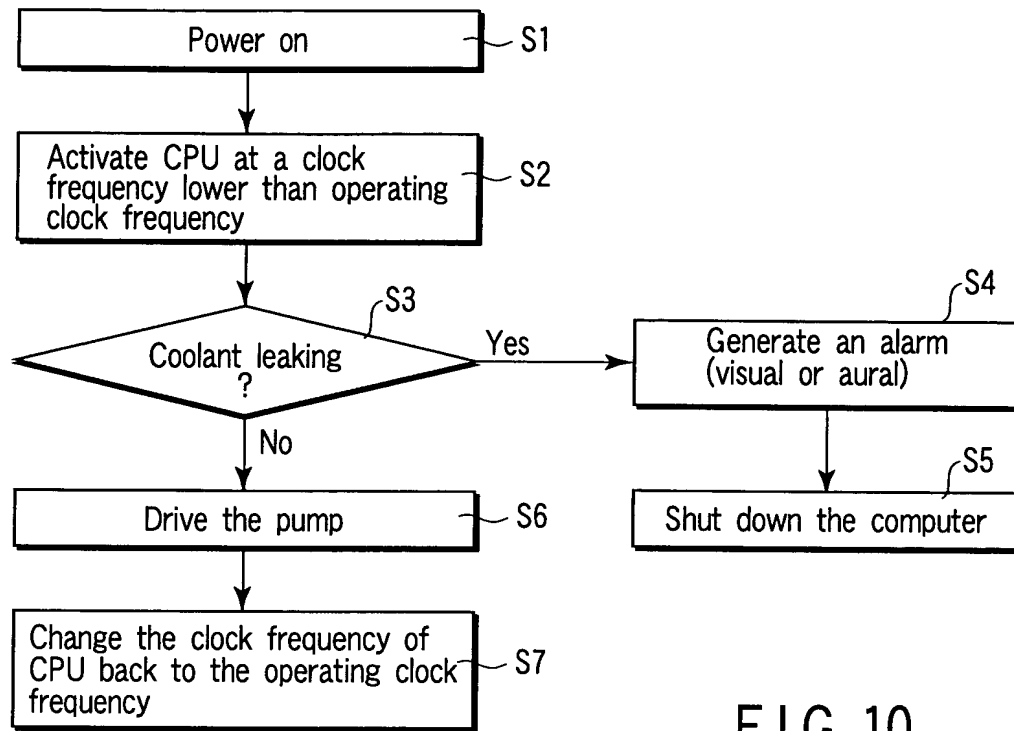 Power on
S1
Activate CPU at a clock
frequency lower than operating
clock frequency
S2
S3
Coolant leaking
?
Yes
No
S4
Generate an alarm
(visual or aural)
S5
Shut down the computer
Drive the pump
S6
Change the clock frequency of
CPU back to the operating clock
frequency
S7
FIG. 10